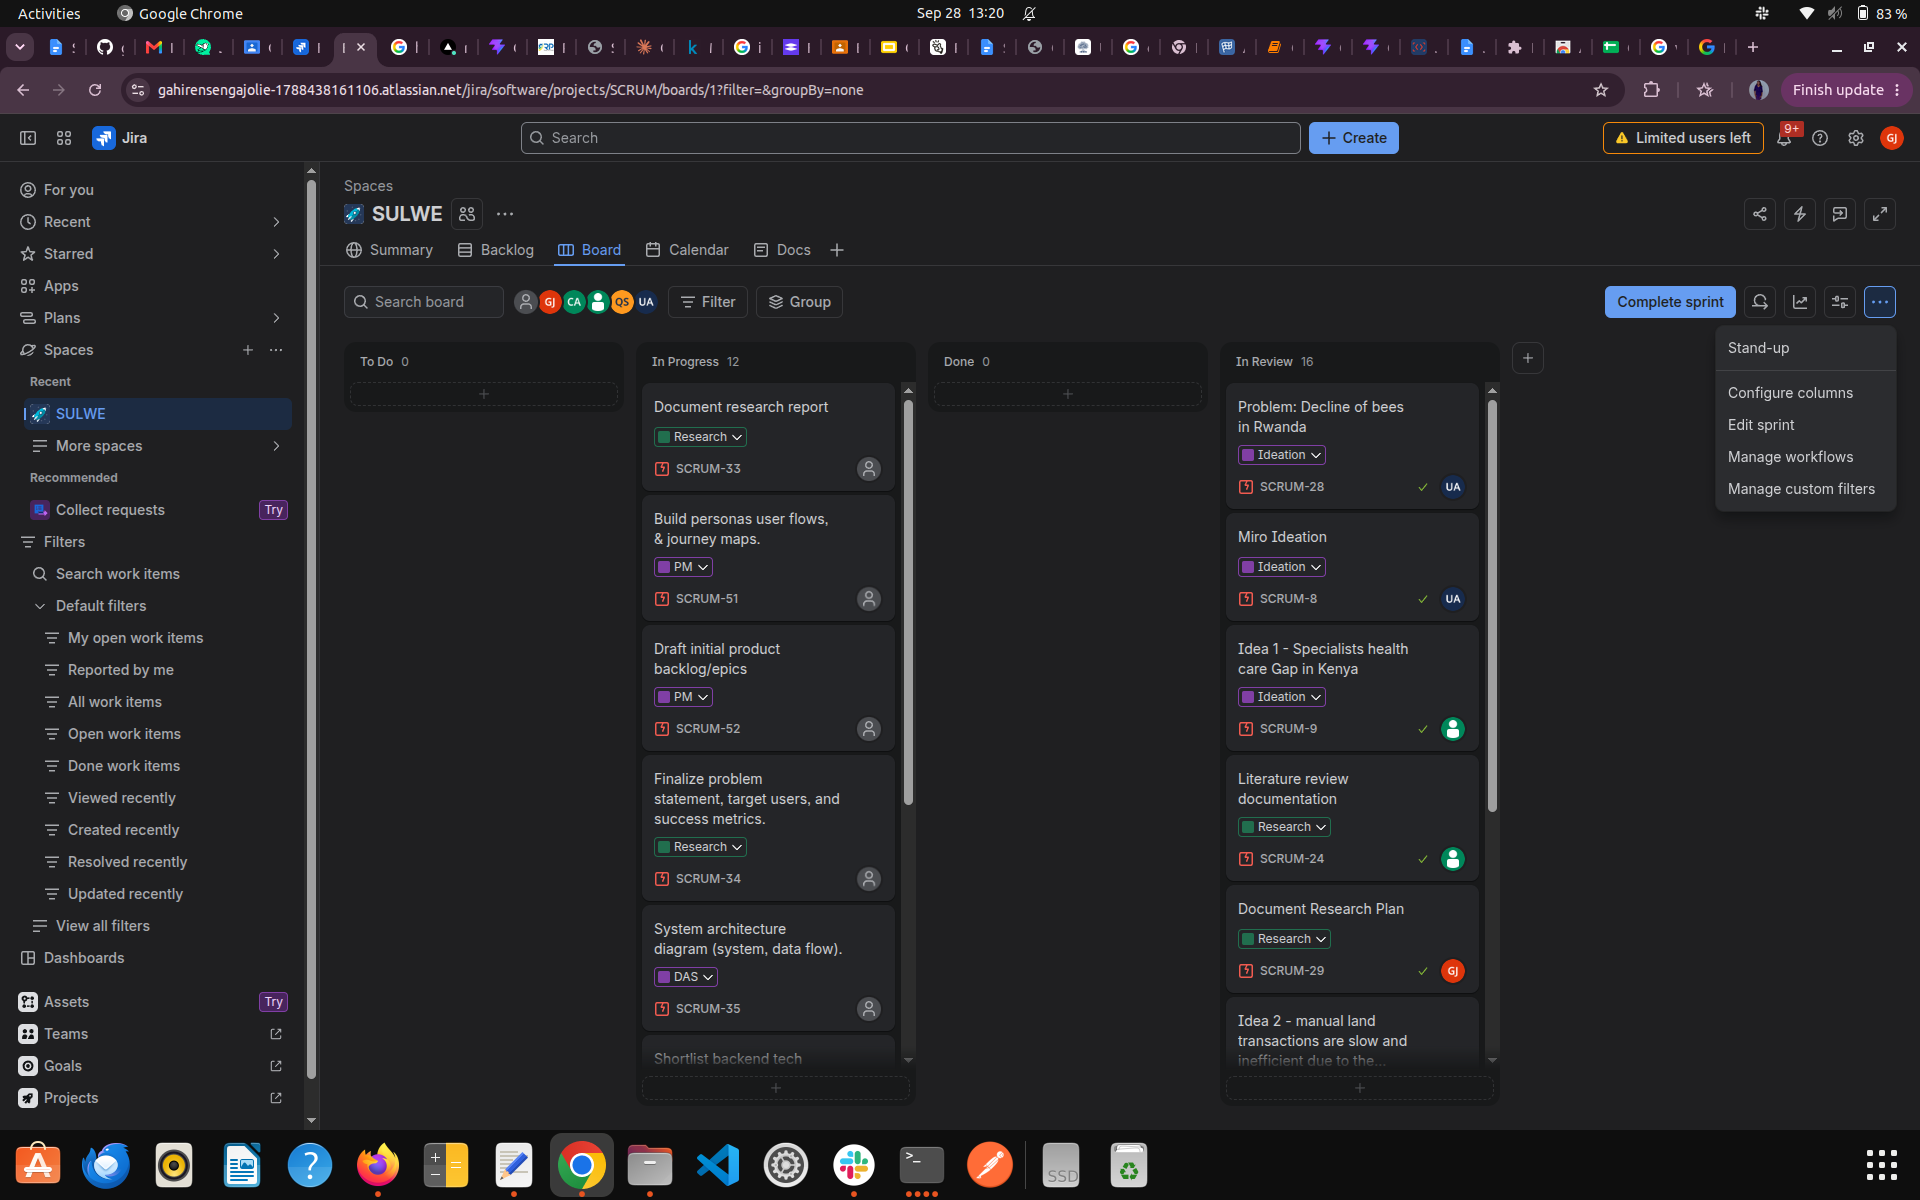 Activities
Google Chrome
Sep 28 13:20
83 %
gahirensengajolie-1788438161106.atlassian.net/jira/software/projects/SCRUM/boards/1?filter=&groupBy=none
Finish update
Jira
Search
Create
Limited users left
9+
GJ
For you
Recent
Starred
Apps
Plans
Spaces
Recent
SULWE
More spaces
Recommended
Collect requests
Try
Filters
Search work items
Default filters
My open work items
Reported by me
All work items
Open work items
Done work items
Viewed recently
Created recently
Resolved recently
Updated recently
View all filters
Dashboards
Assets
Try
Teams
Goals
Projects
Spaces
SULWE
Summary
Backlog
Board
Calendar
Docs
Search board
GJ
CA
QS
UA
Filter
Group
Complete sprint
Stand-up
Configure columns
Edit sprint
Manage workflows
Manage custom filters
To Do 0
In Progress 12
Document research report
Research
SCRUM-33
Build personas user flows,
& journey maps.
PM
SCRUM-51
Draft initial product
backlog/epics
PM
SCRUM-52
Finalize problem
statement, target users, and
success metrics.
Research
SCRUM-34
System architecture
diagram (system, data flow).
DAS
SCRUM-35
Shortlist backend tech
Done 0
In Review 16
Problem: Decline of bees
in Rwanda
Ideation
SCRUM-28
UA
Miro Ideation
Ideation
SCRUM-8
UA
Idea 1 - Specialists health
care Gap in Kenya
Ideation
SCRUM-9
Literature review
documentation
Research
SCRUM-24
Document Research Plan
Research
SCRUM-29
GJ
Idea 2 - manual land
transactions are slow and
inefficient due to the...
SSD